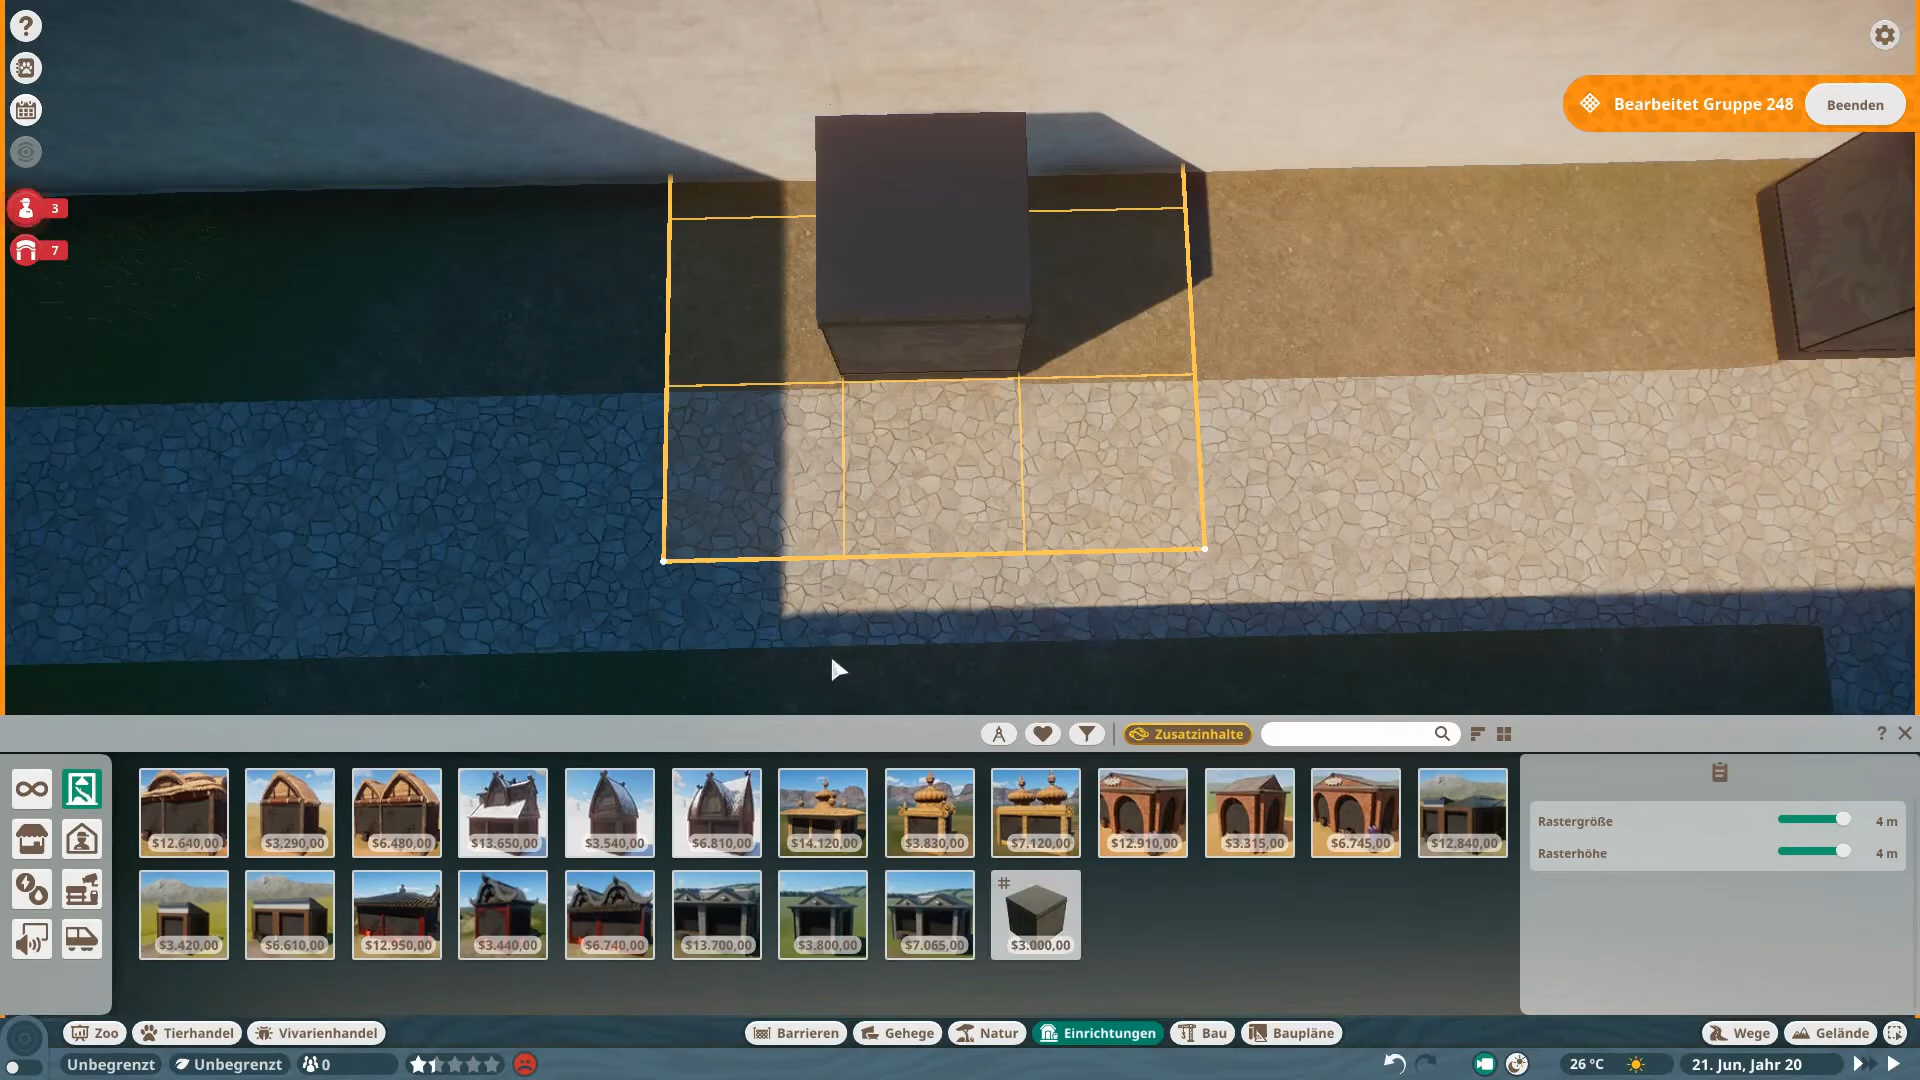 ?
Bearbeitet Gruppe 248
Beenden
3
7
Zusatzinhalte
?
$12.640,00
$3.290,00
$6.480,00
$13.650,00
$3.540,00
$6.810,00
$14.120,00
$3.830,00
$7.120,00
$12.910,00
$3.315,00
$6.745,00
$12.840,00
Rastergröße
4 m
Rasterhöhe
4 m
#
$3.420,00
$6.610,00
$12.950,00
$3.440,00
$6.740,00
$13.700,00
$3.800,00
$7.065,00
$3.000,00
Zoo
Tierhandel
Vivarienhandel
Barrieren
Gehege
Natur
Einrichtungen
Bau
Baupläne
Wege
Gelände
Unbegrenzt
Unbegrenzt
0
26 °C
21. Jun, Jahr 20